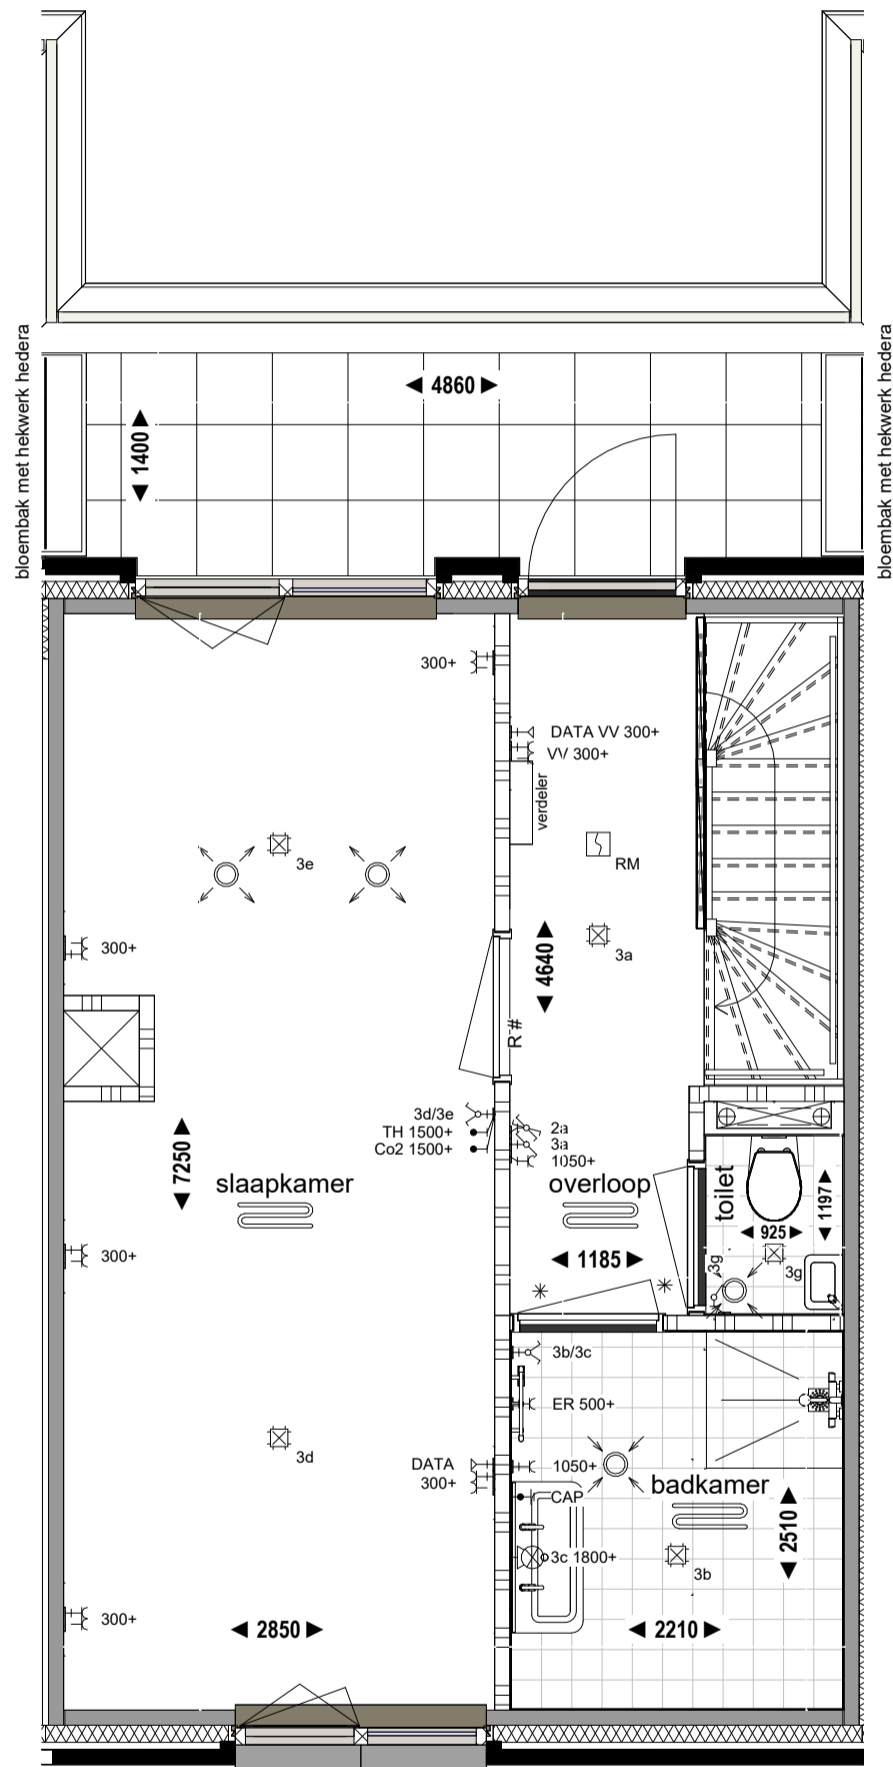 bloembak met hekwerk hedera
bloembak met hekwerk hedera
4860
1400
300+
DATA VV 300+
VV 300+
verdeler
3e
RM
300+
3a
4640
R #
3d/3e
TH 1500+
Co2 1500+
2a
3a
1050+
7250
slaapkamer
overloop
toilet
1197
925
300+
1185
3g
3g
3b/3c
ER 500+
3d
DATA
300+
1050+
badkamer
CAP
2510
3c 1800+
3b
300+
2850
2210